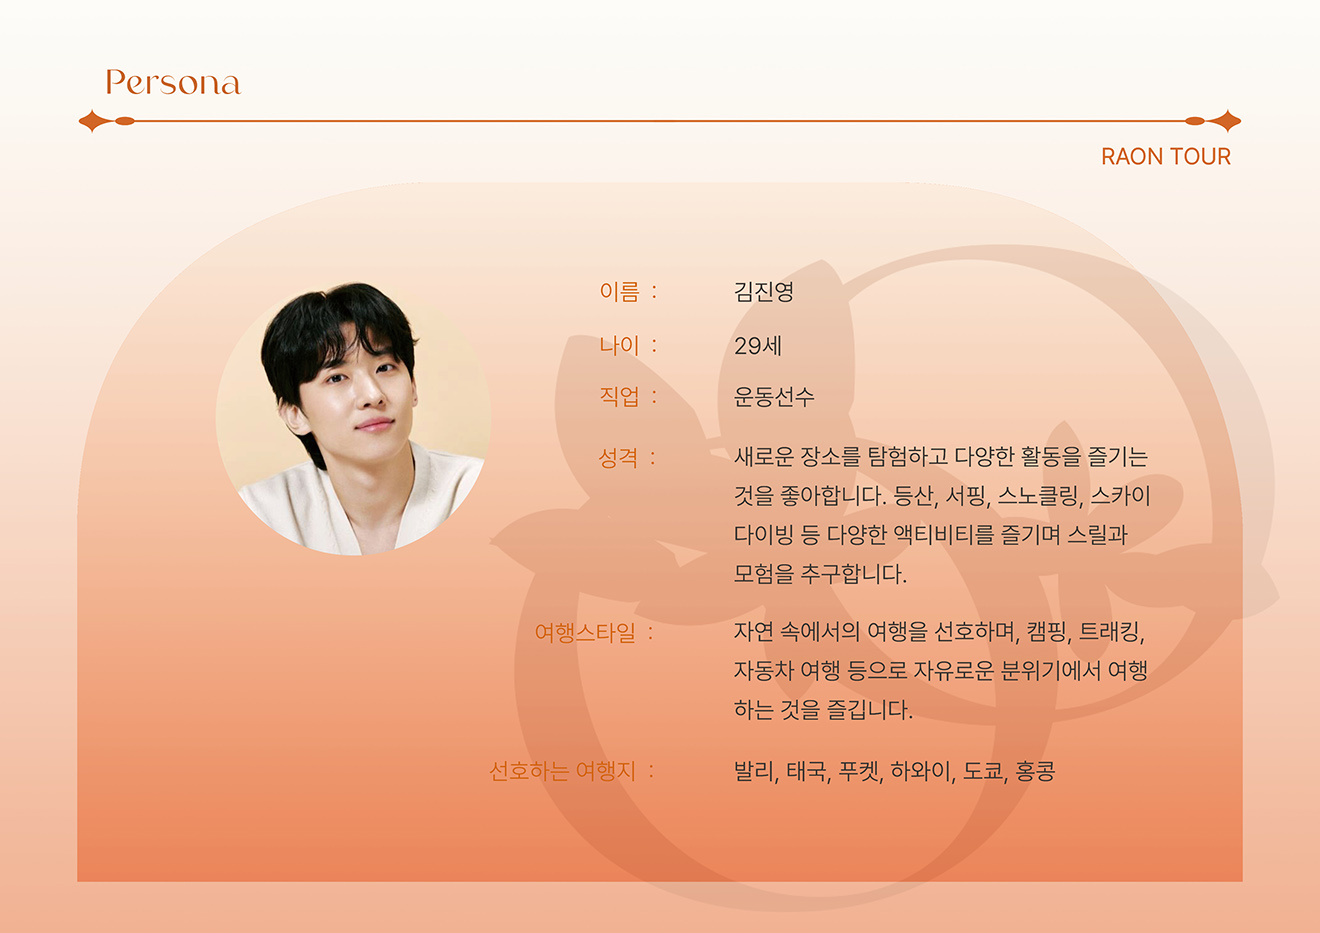 Persona
RAON TOUR
이름 : 김진영
나이 : 29세
직업 : 운동선수
성격 : 새로운 장소를 탐험하고 다양한 활동을 즐기는
것을 좋아합니다. 등산, 서핑, 스노클링, 스카이
다이빙 등 다양한 액티비티를 즐기며 스릴과
모험을 추구합니다.
여행스타일 : 자연 속에서의 여행을 선호하며, 캠핑, 트래킹,
자동차 여행 등으로 자유로운 분위기에서 여행
하는 것을 즐깁니다.
선호하는 여행지 : 발리, 태국, 푸켓, 하와이, 도쿄, 홍콩